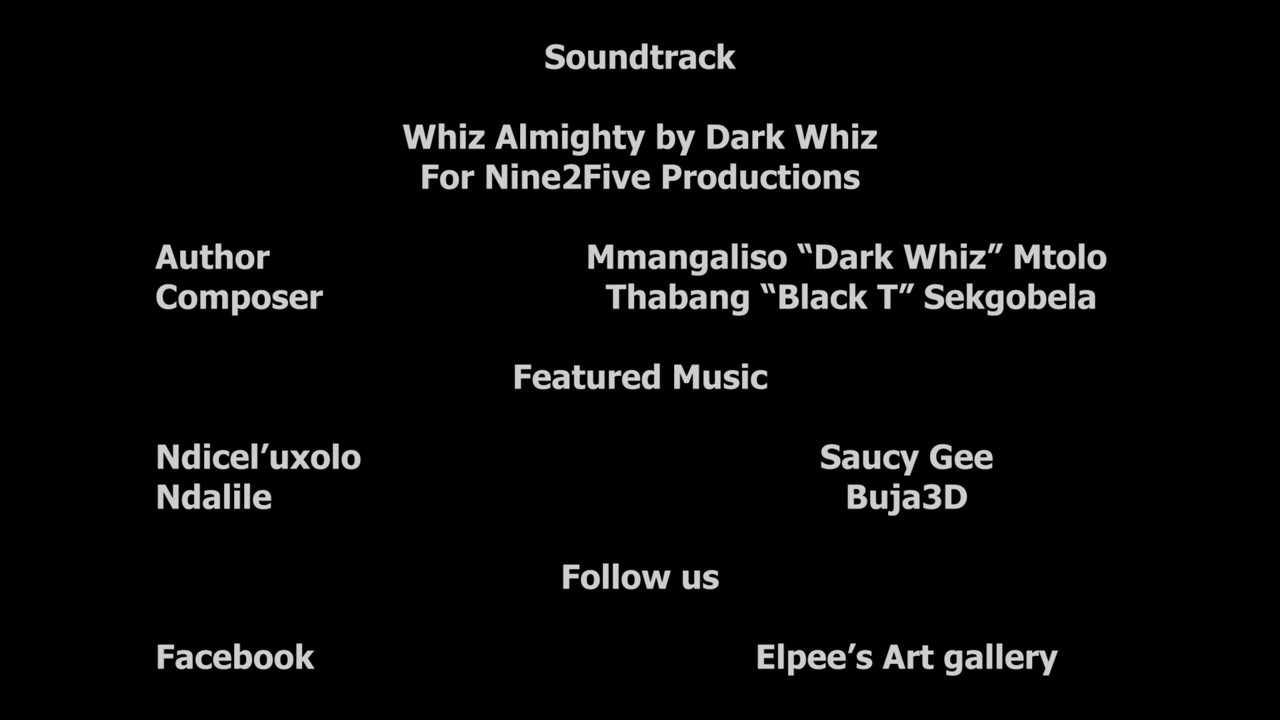 Soundtrack
Whiz Almighty by Dark Whiz
For Nine2Five Productions
Author Mmangaliso “Dark Whiz” Mtolo
Composer Thabang “Black T” Sekgobela
Featured Music
Ndicel’uxolo Saucy Gee
Ndalile Buja3D
Follow us
Facebook Elpee’s Art gallery